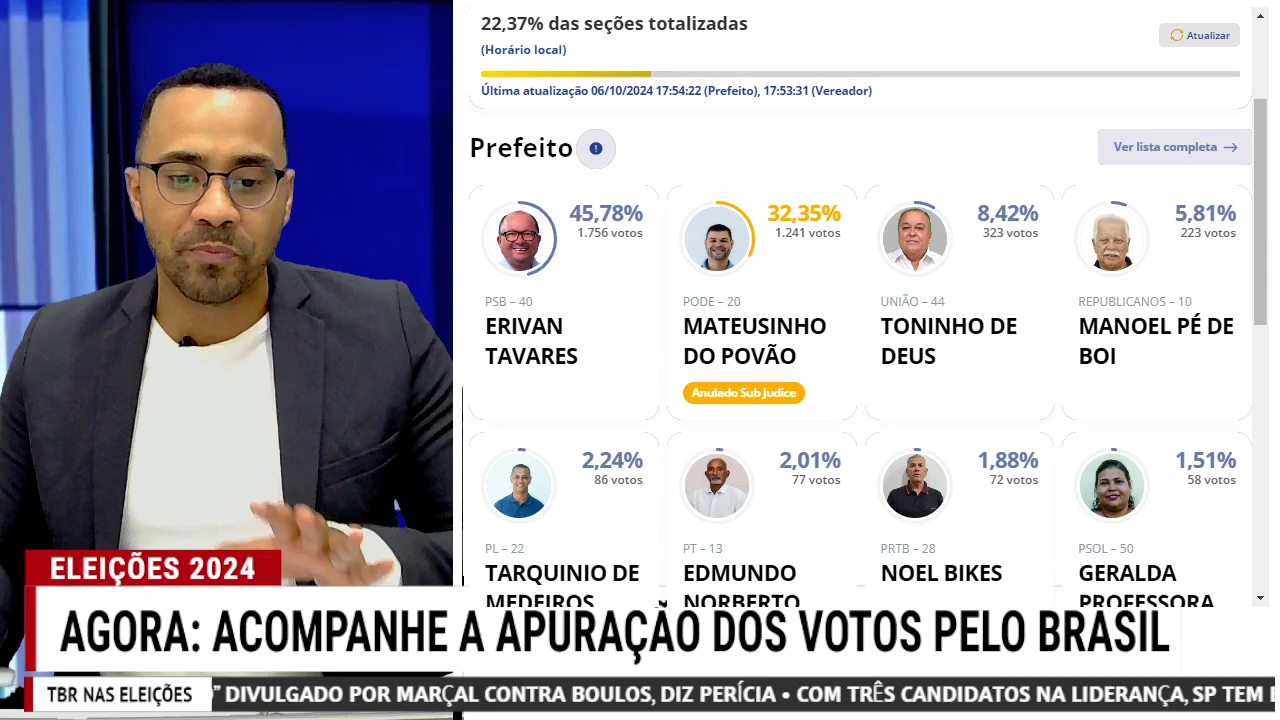 22,37% das seções totalizadas
(Horário local)
Atualizar
Última atualização 06/10/2024 17:54:22 (Prefeito), 17:53:31 (Vereador)
Prefeito
Ver lista completa →
45,78%
1.756 votos
PSB – 40
ERIVAN
TAVARES
32,35%
1.241 votos
PODE – 20
MATEUSINHO
DO POVÃO
Anulado Sub Judice
8,42%
323 votos
UNIÃO – 44
TONINHO DE
DEUS
5,81%
223 votos
REPUBLICANOS – 10
MANOEL PÉ DE
BOI
2,24%
86 votos
PL – 22
TARQUINIO DE
MEDEIROS
2,01%
77 votos
PT – 13
EDMUNDO
NORBERTO
1,88%
72 votos
PRTB – 28
NOEL BIKES
1,51%
58 votos
PSOL – 50
GERALDA
PROFESSORA
ELEIÇÕES 2024
AGORA: ACOMPANHE A APURAÇÃO DOS VOTOS PELO BRASIL
TBR NAS ELEIÇÕES
” DIVULGADO POR MARÇAL CONTRA BOULOS, DIZ PERÍCIA • COM TRÊS CANDIDATOS NA LIDERANÇA, SP TEM